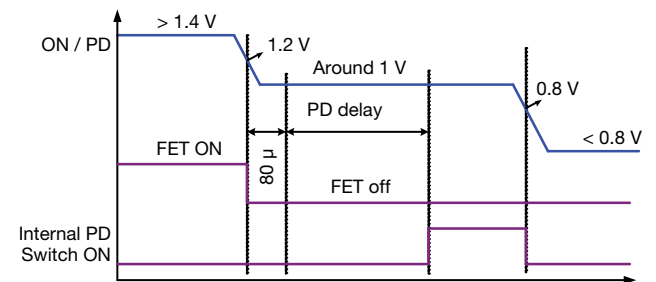 > 1.4 V
ON / PD
1.2 V
Around 1 V
0.8 V
PD delay
< 0.8 V
FET ON
80 μ
FET off
Internal PD
Switch ON